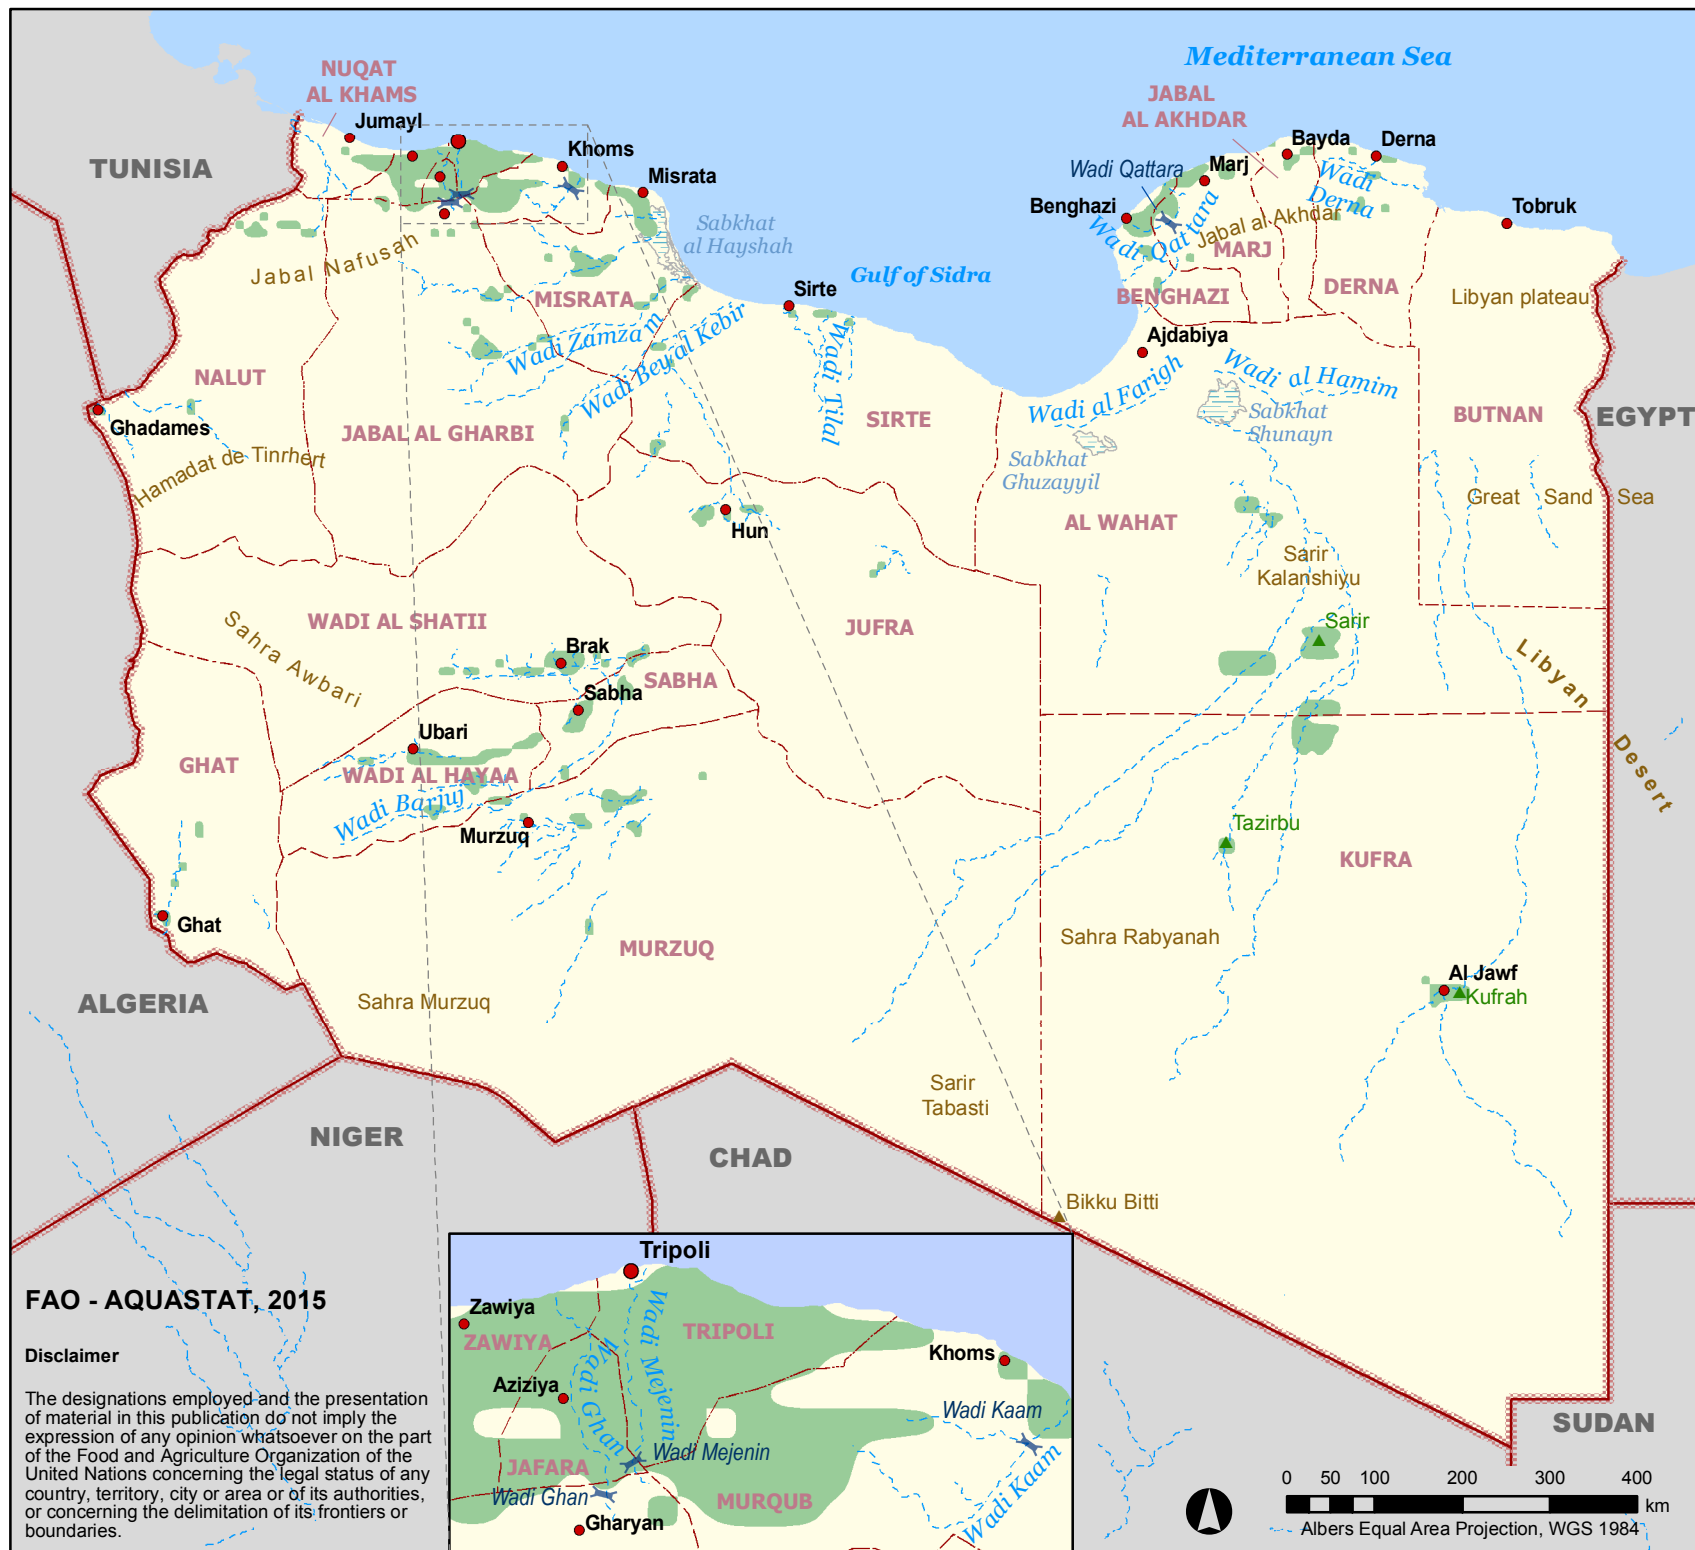 Mediterranean Sea
NUQAT
AL KHAMS
JABAL
AL AKHDAR
Jumayl
TUNISIA
Khoms
Misrata
Bayda
Derna
Wadi Qattara
Marj
Wadi
Derna
Benghazi
Tobruk
Sabkhat
al Hayshah
Wadi Qattara
Jabal al Akhdar
MARJ
Jabal Nafusah
Gulf of Sidra
MISRATA
Sirte
BENGHAZI
DERNA
Libyan plateau
Wadi Zamzam
Wadi Bey al Kebir
Wadi Tilal
Ajdabiya
Wadi al Farigh
Wadi al Hamim
NALUT
Ghadames
JABAL AL GHARBI
SIRTE
Sabkhat
Shunayn
BUTNAN
EGYPT
Hamadat de Tinrhert
Sabkhat
Ghuzayyil
Great Sand Sea
Hun
AL WAHAT
Sarir
Kalanshiyu
WADI AL SHATII
JUFRA
Sarir
Sahra Awbari
Brak
SABHA
Sabha
Libyan
Desert
Ubari
GHAT
WADI AL HAYAA
Wadi Barjuj
Murzuq
Tazirbu
KUFRA
Ghat
MURZUQ
Sahra Rabyanah
ALGERIA
Sahra Murzuq
Al Jawf
Kufrah
Sarir
Tabasti
NIGER
CHAD
Bikku Bitti
Tripoli
Zawiya
ZAWIYA
TRIPOLI
Wadi Mejenin
Wadi Ghan
Khoms
Aziziya
Wadi Kaam
Wadi Mejenin
JAFARA
Wadi Ghan
MURQUB
Wadi Kaam
Gharyan
SUDAN
FAO - AQUASTAT, 2015
Disclaimer
The designations employed and the presentation
of material in this publication do not imply the
expression of any opinion whatsoever on the part
of the Food and Agriculture Organization of the
United Nations concerning the legal status of any
country, territory, city or area or of its authorities,
or concerning the delimitation of its frontiers or
boundaries.
0 50 100 200 300 400
km
Albers Equal Area Projection, WGS 1984